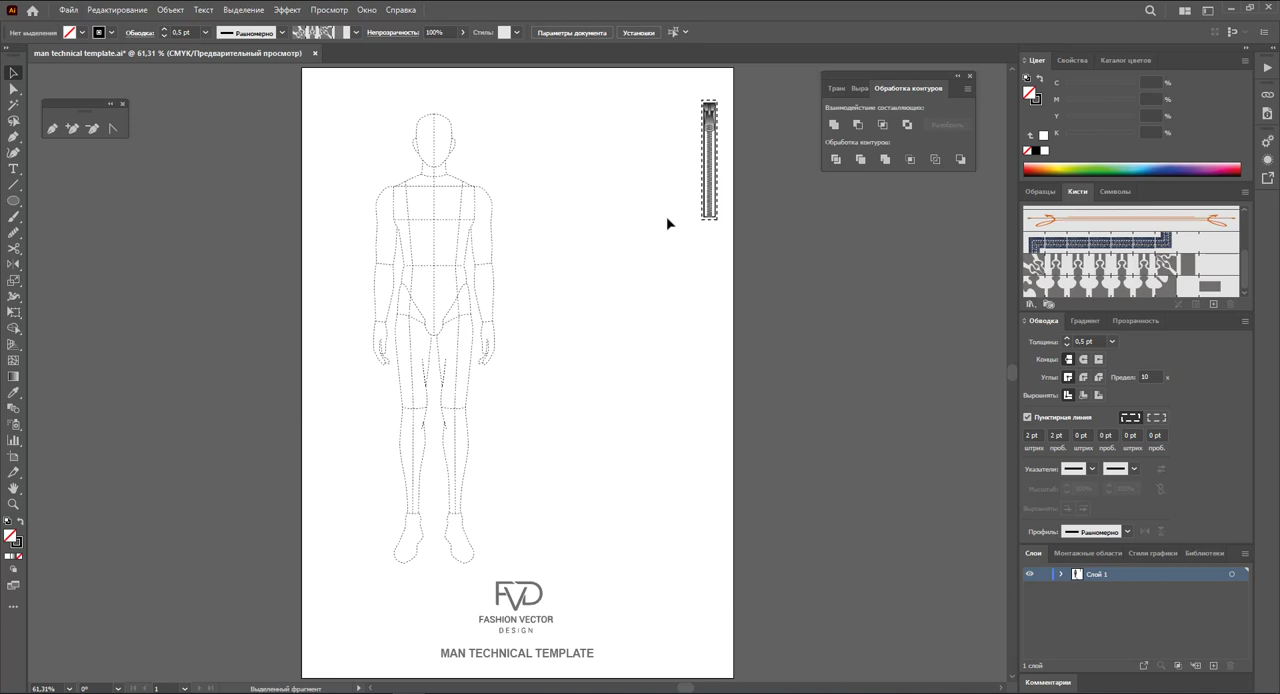 Ai Файл Редактирование Объект Текст Выделение Эффект Просмотр Окно Справка
Нет выделения Обводка: 0,5 pt Равномерно Непрозрачность: 100% Стиль: Параметры документа Установки
man technical template.ai* @ 61,31 % (CMYK/Предварительный просмотр)
Цвет Свойства Каталог цветов
Тран Выра Обработка контуров
Взаимодействие составляющих:
Разобрать
Обработка контуров:
C %
M %
Y %
K %
Образцы Кисти Символы
Обводка Градиент Прозрачность
Толщина: 0,5 pt
Концы:
Углы: Предел: 10 x
Выровнять:
Пунктирная линия
2 pt 2 pt 0 pt 0 pt 0 pt 0 pt
штрих проб. штрих проб. штрих проб.
Указатели:
Масштаб: 100% 100%
Выровнять:
Профиль: Равномерно
Слои Монтажные области Стили графики Библиотеки
Слой 1
FVD
FASHION VECTOR
DESIGN
MAN TECHNICAL TEMPLATE
1 слой
Комментарии
61,31% 0° 1 Выделенный фрагмент